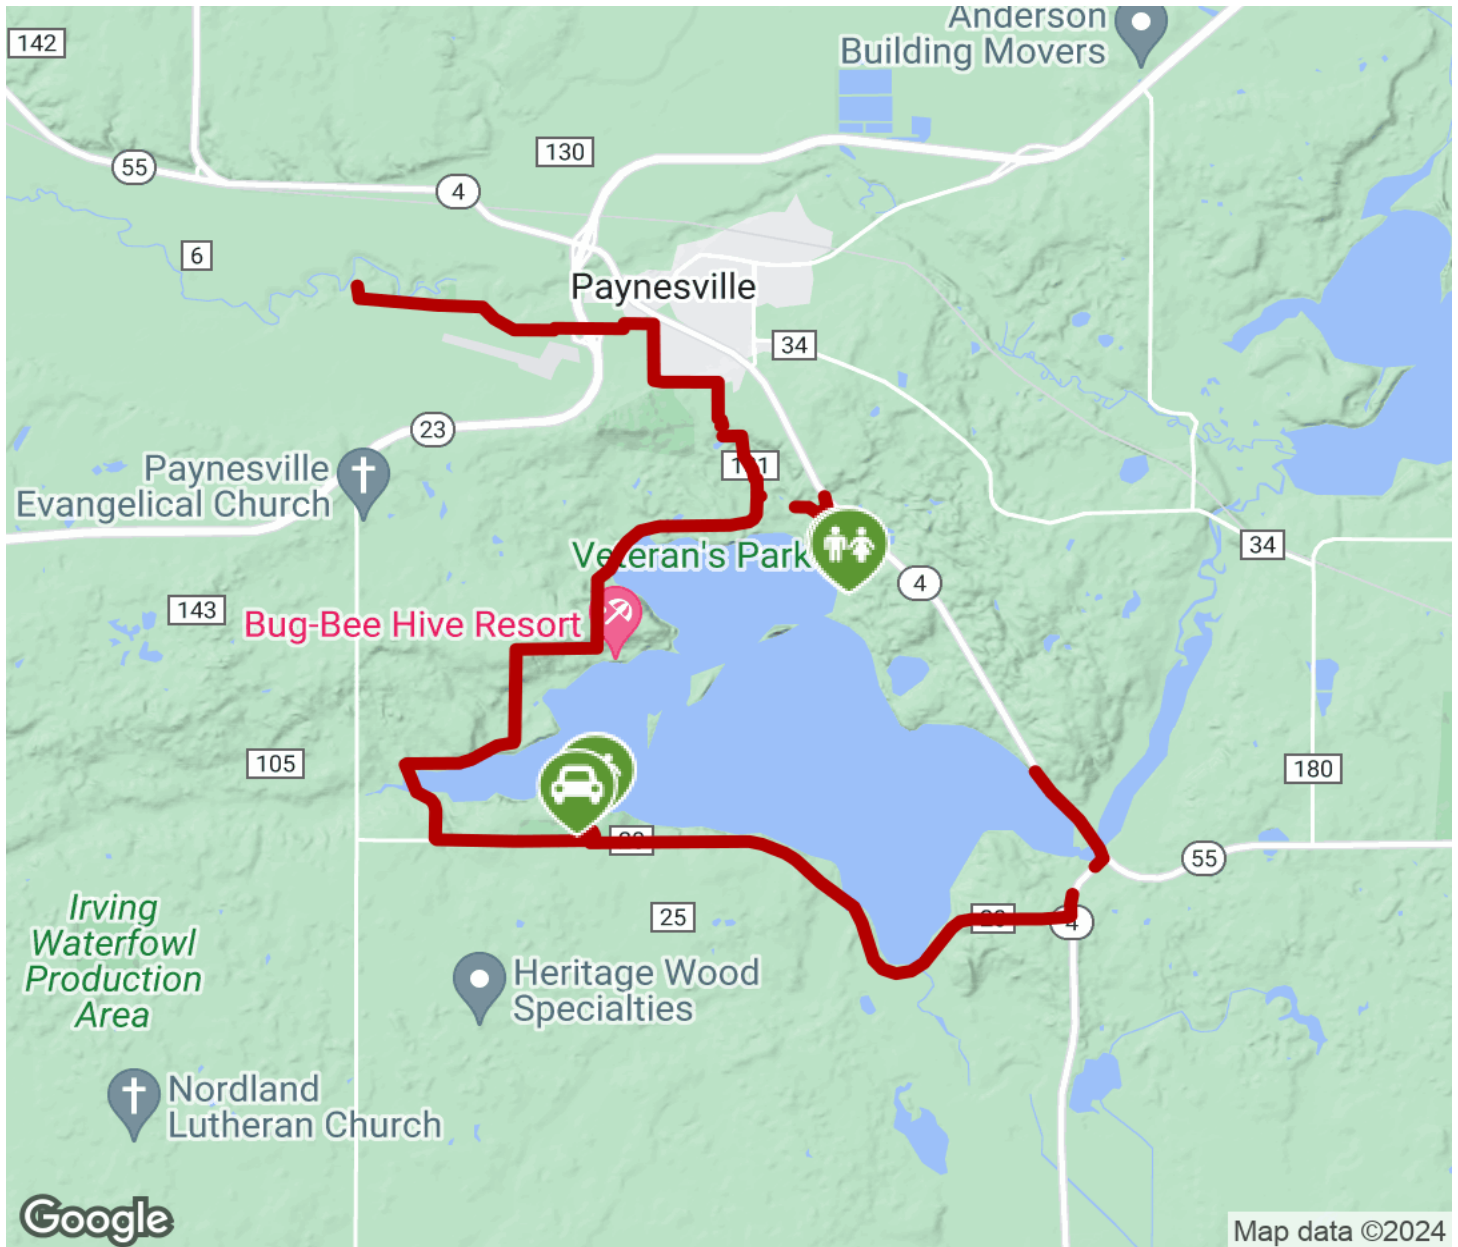 Anderson
Building Movers
142
130
55
4
6
Paynesville
34
23
Paynesville
Evangelical Church
34
Veteran's Park
4
143
Bug-Bee Hive Resort
105
180
55
25
4
Irving
Waterfowl
Production
Area
Heritage Wood
Specialties
Nordland
Lutheran Church
Google
Map data ©2024